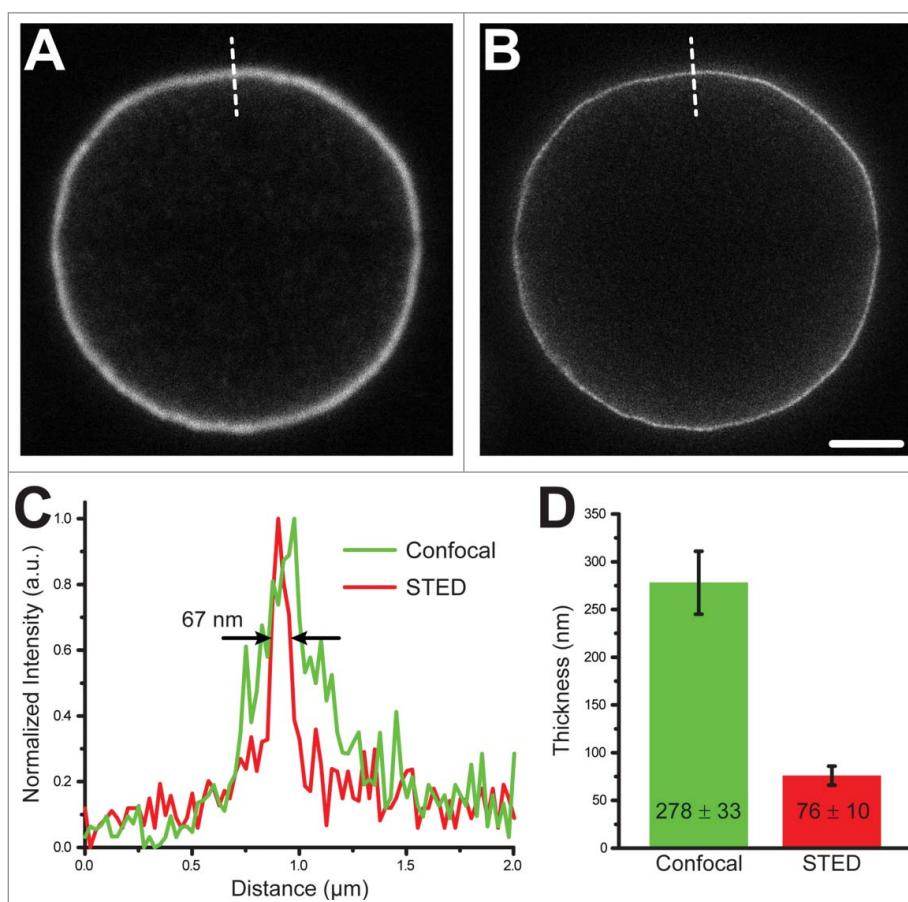 A
B
C
Normalized Intensity (a.u.)
1.0
0.8
0.6
0.4
0.2
0.0
67 nm
Confocal
STED
0.0
0.5
1.0
1.5
2.0
Distance (μm)
D
Thickness (nm)
350
300
250
200
150
100
50
0
278 ± 33
76 ± 10
Confocal
STED